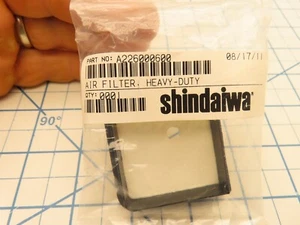 PART NO: A226000600
08/17/11
AIR FILTER, HEAVY-DUTY
QTY: 0001
shindaiwa
90°